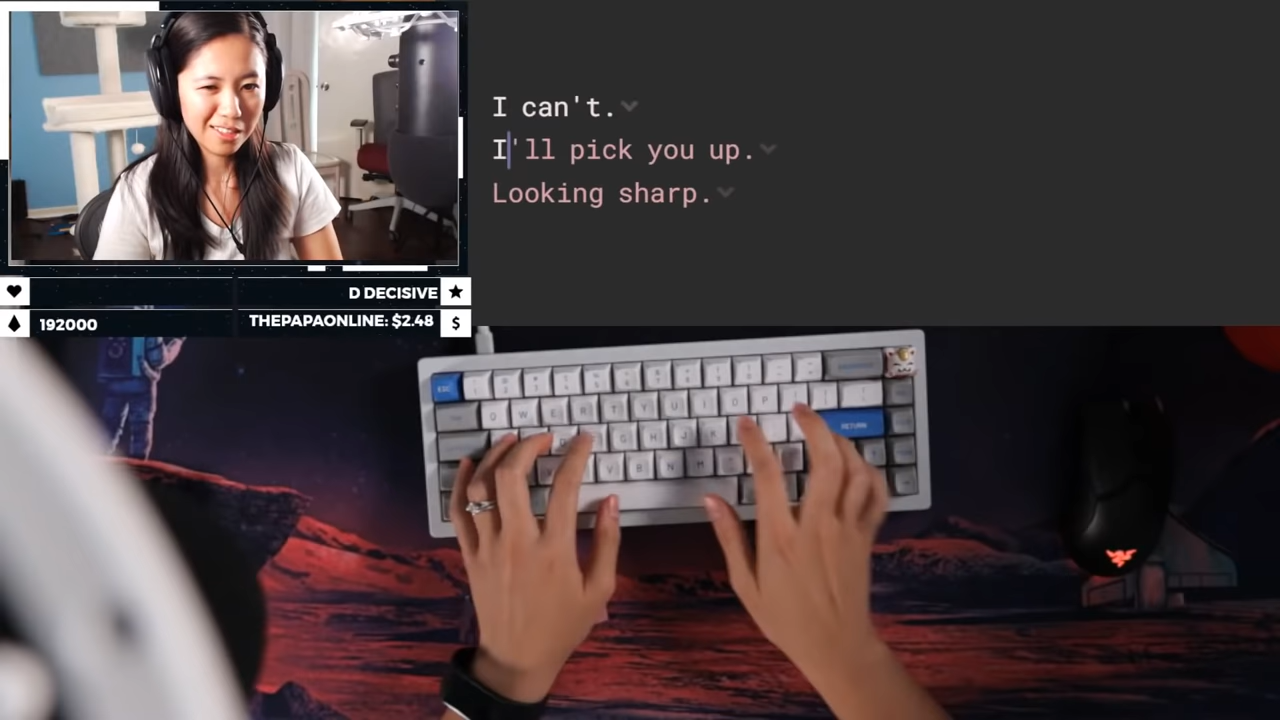 I can't.
I'll pick you up.
Looking sharp.
D DECISIVE
192000
THEPAPAONLINE: $2.48
$
ESC
Q W E R T Y U I O P
D G H J K
V B N M
RETURN